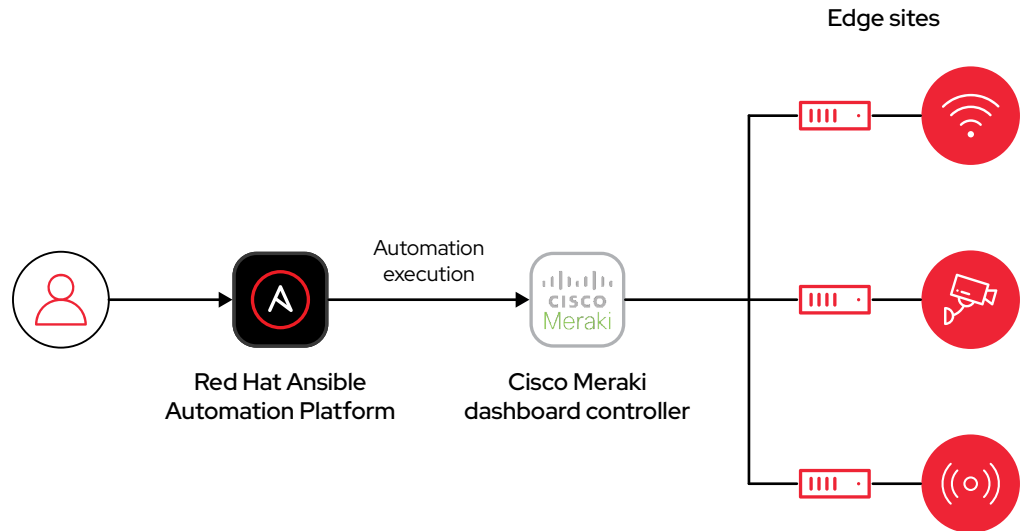 Edge sites
Automation
execution
CISCO
Meraki
Red Hat Ansible
Automation Platform
Cisco Meraki
dashboard controller